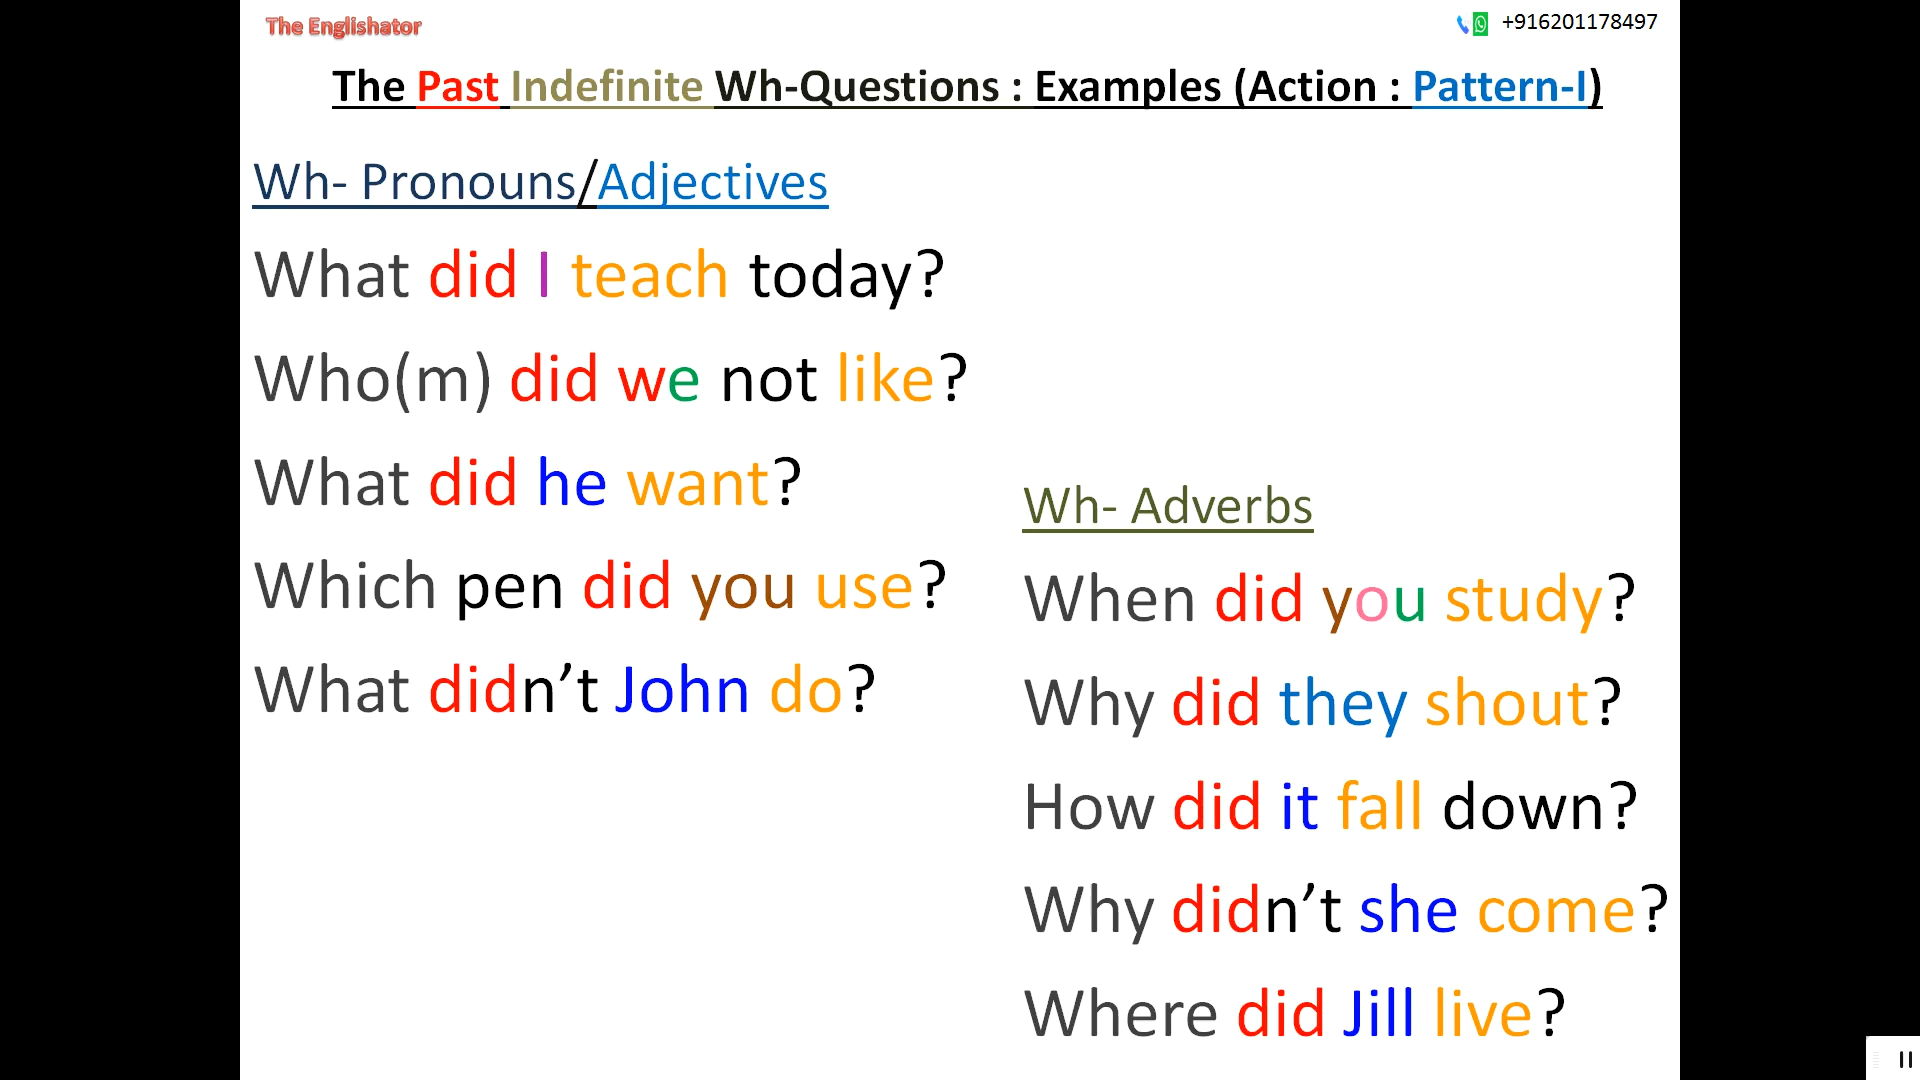 The Englishator
+916201178497
The Past Indefinite Wh-Questions : Examples (Action : Pattern-I)
Wh- Pronouns/Adjectives
What did I teach today?
Who(m) did we not like?
What did he want?
Which pen did you use?
What didn’t John do?
Wh- Adverbs
When did you study?
Why did they shout?
How did it fall down?
Why didn’t she come?
Where did Jill live?